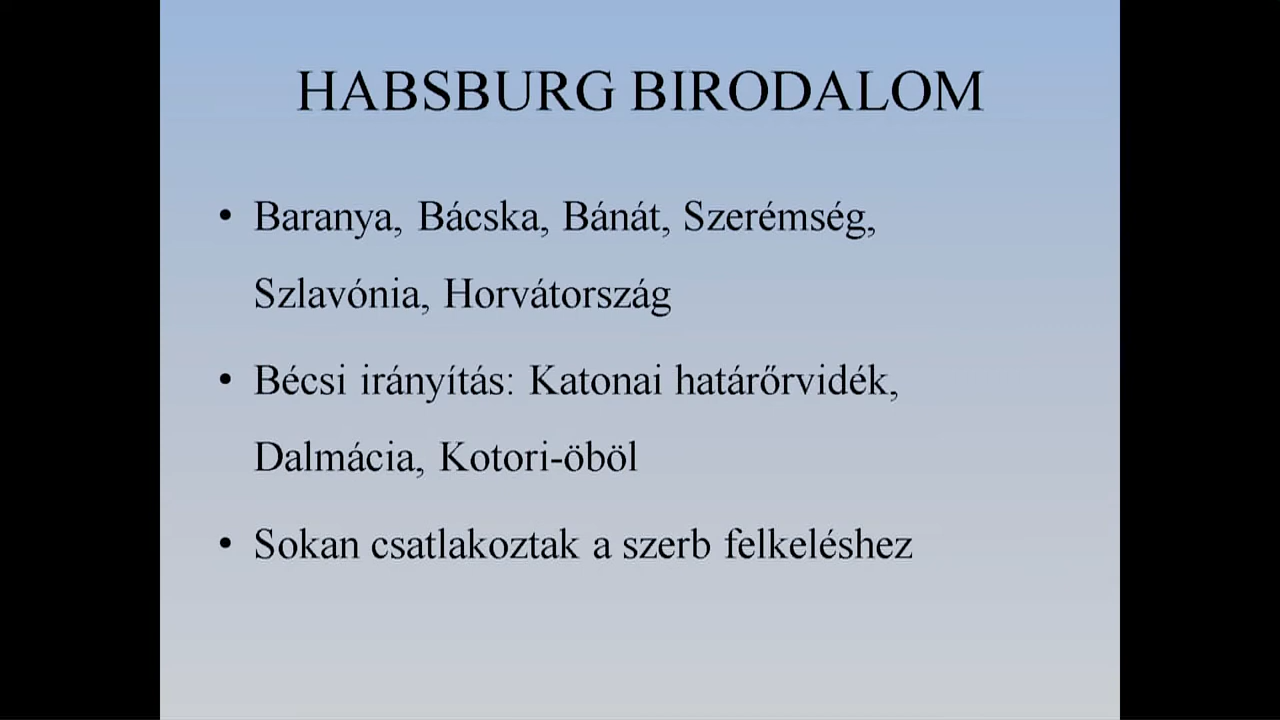 HABSBURG BIRODALOM
• Baranya, Bácska, Bánát, Szerémség,
Szlavónia, Horvátország
• Bécsi irányítás: Katonai határőrvidék,
Dalmácia, Kotori-öböl
• Sokan csatlakoztak a szerb felkeléshez